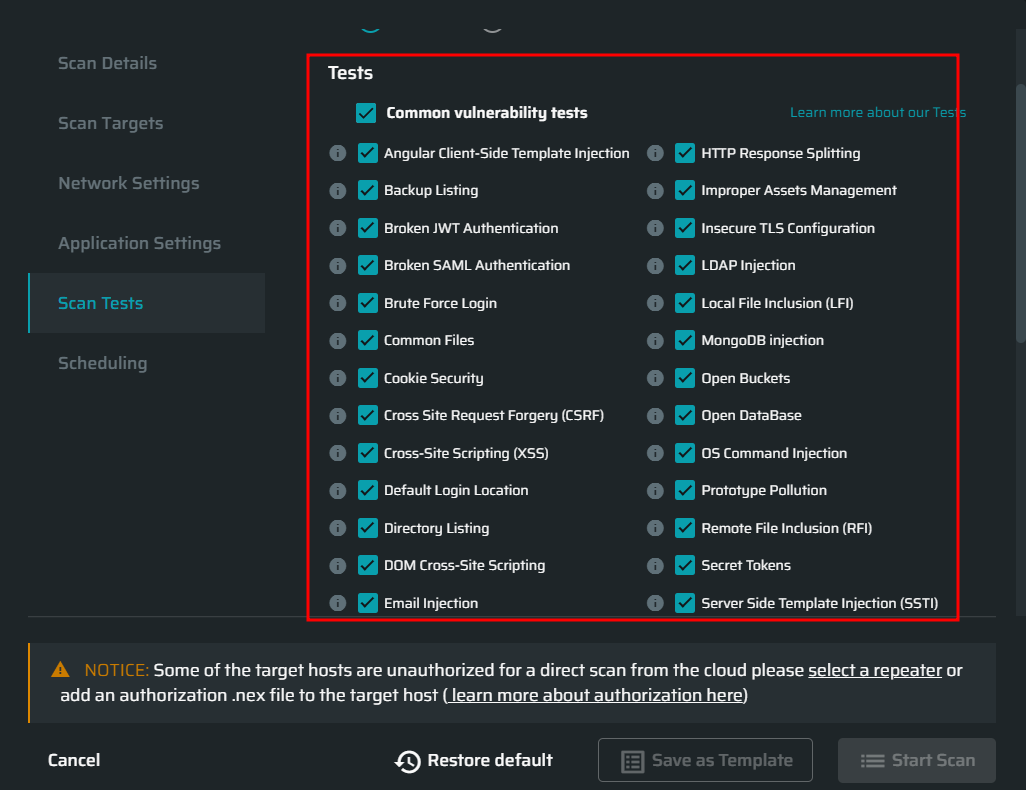 Scan Details
Scan Targets
Network Settings
Application Settings
Scan Tests
Scheduling
Tests
Common vulnerability tests
Learn more about our Tests
Angular Client-Side Template Injection
HTTP Response Splitting
Backup Listing
Improper Assets Management
Broken JWT Authentication
Insecure TLS Configuration
Broken SAML Authentication
LDAP Injection
Brute Force Login
Local File Inclusion (LFI)
Common Files
MongoDB injection
Cookie Security
Open Buckets
Cross Site Request Forgery (CSRF)
Open DataBase
Cross-Site Scripting (XSS)
OS Command Injection
Default Login Location
Prototype Pollution
Directory Listing
Remote File Inclusion (RFI)
DOM Cross-Site Scripting
Secret Tokens
Email Injection
Server Side Template Injection (SSTI)
NOTICE: Some of the target hosts are unauthorized for a direct scan from the cloud please select a repeater or
add an authorization .nex file to the target host ( learn more about authorization here)
Cancel
Restore default
Save as Template
Start Scan